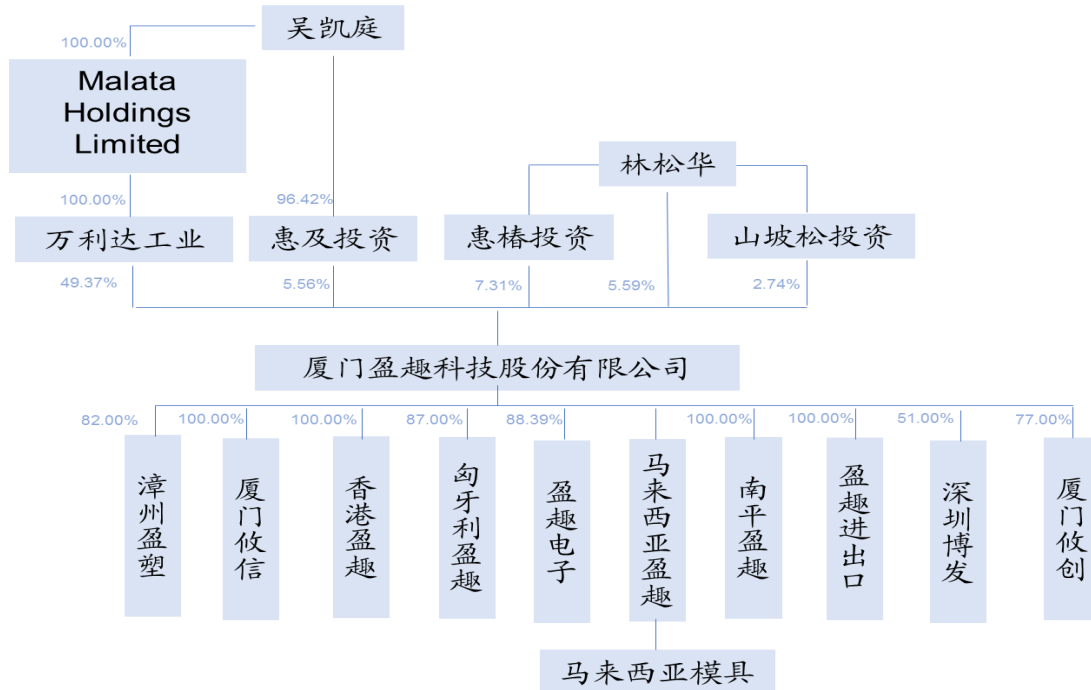 吴凯庭
100.00%
Malata
Holdings
Limited
林松华
100.00%
96.42%
万利达工业
惠及投资
惠椿投资
山坡松投资
49.37%
5.56%
7.31%
5.59%
2.74%
厦门盈趣科技股份有限公司
82.00%
100.00%
100.00%
87.00%
88.39%
100.00%
100.00%
51.00%
77.00%
漳州盈塑
厦门攸信
香港盈趣
匈牙利盈趣
盈趣电子
马来西亚盈趣
南平盈趣
盈趣进出口
深圳博发
厦门攸创
马来西亚模具